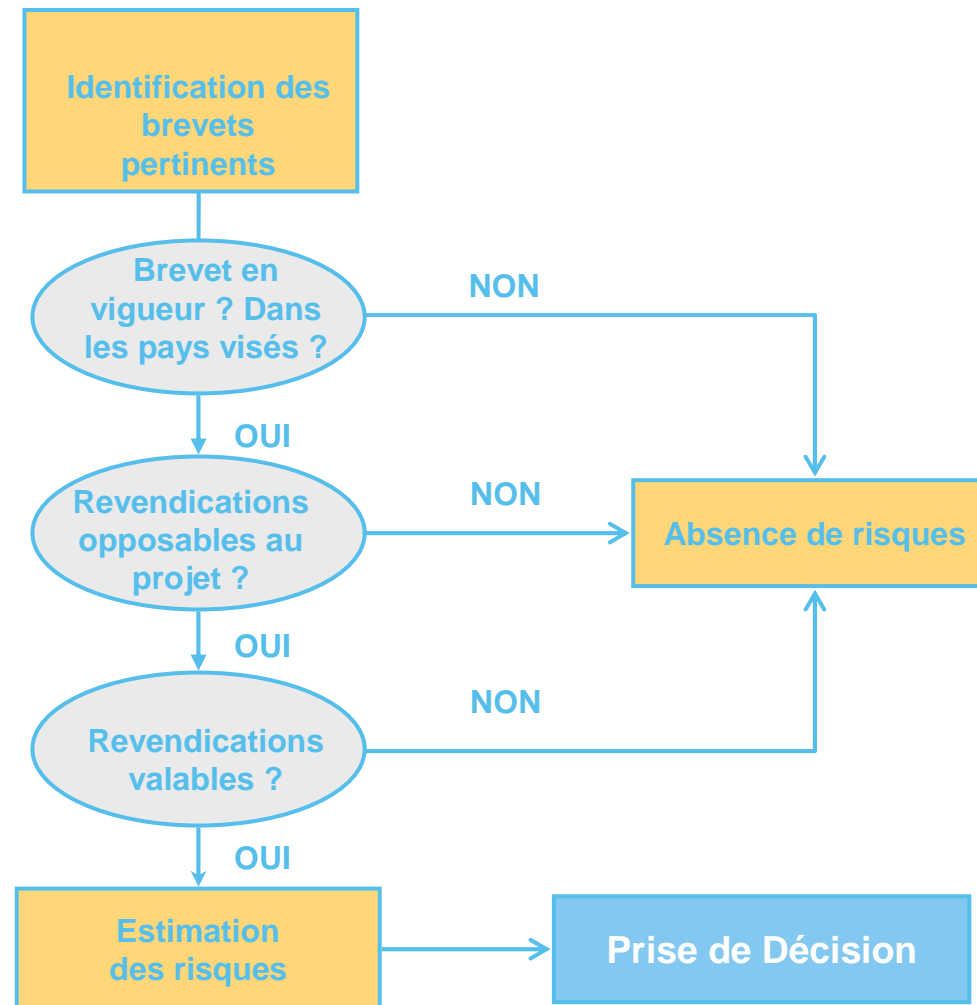 Identification des
brevets
pertinents
Brevet en
vigueur ? Dans
les pays visés ?
NON
OUI
Revendications
opposables au
projet ?
NON
Absence de risques
OUI
Revendications
valables ?
NON
OUI
Estimation
des risques
Prise de Décision